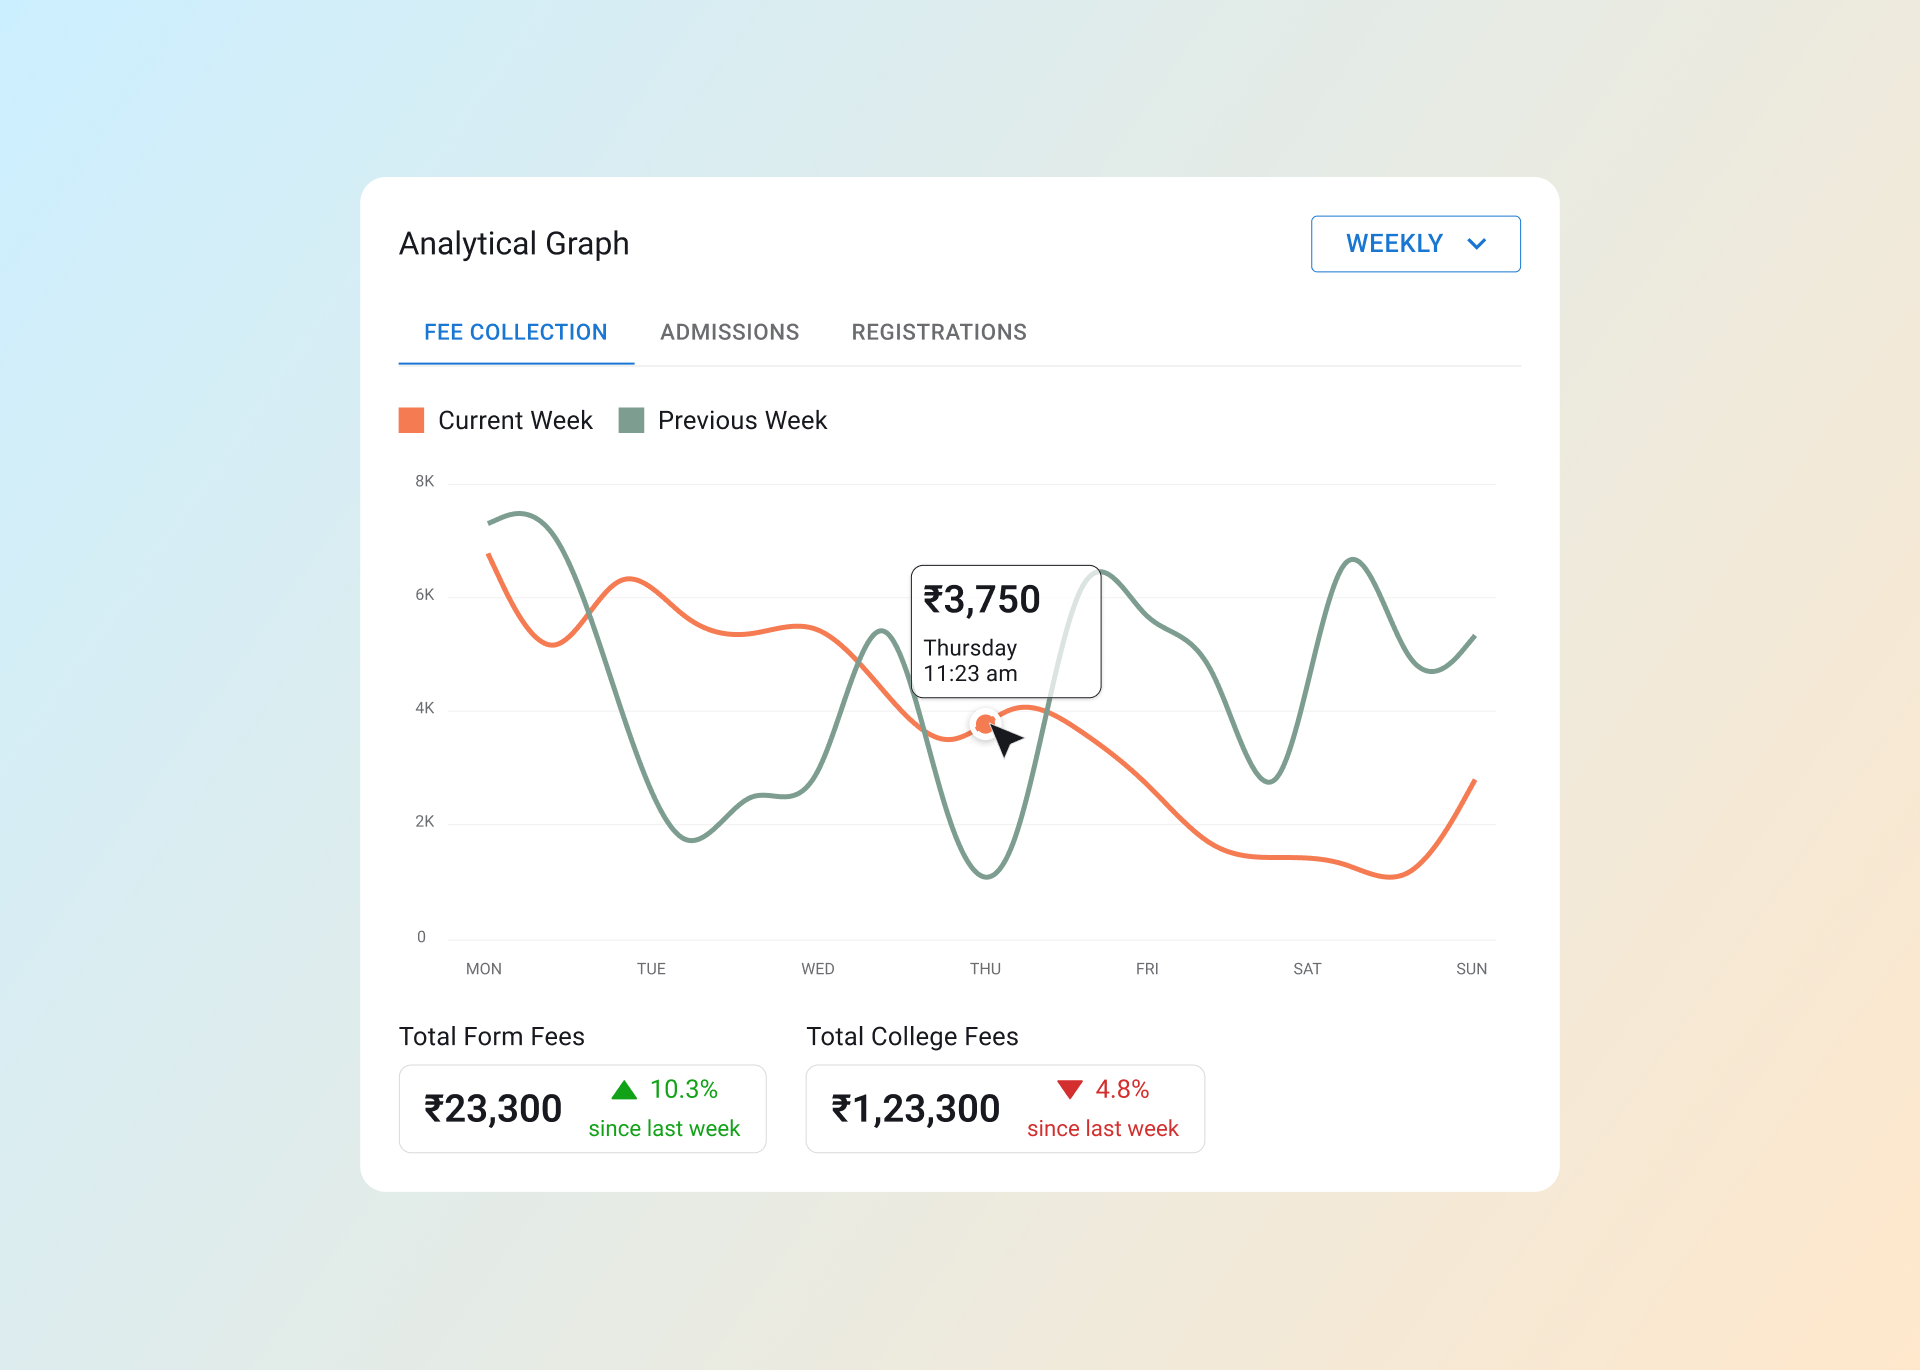 Analytical Graph
WEEKLY
FEE COLLECTION ADMISSIONS REGISTRATIONS
Current Week Previous Week
8K
6K
4K
2K
0
₹3,750
Thursday
11:23 am
MON TUE WED THU FRI SAT SUN
Total Form Fees
₹23,300
10.3%
since last week
Total College Fees
₹1,23,300
4.8%
since last week